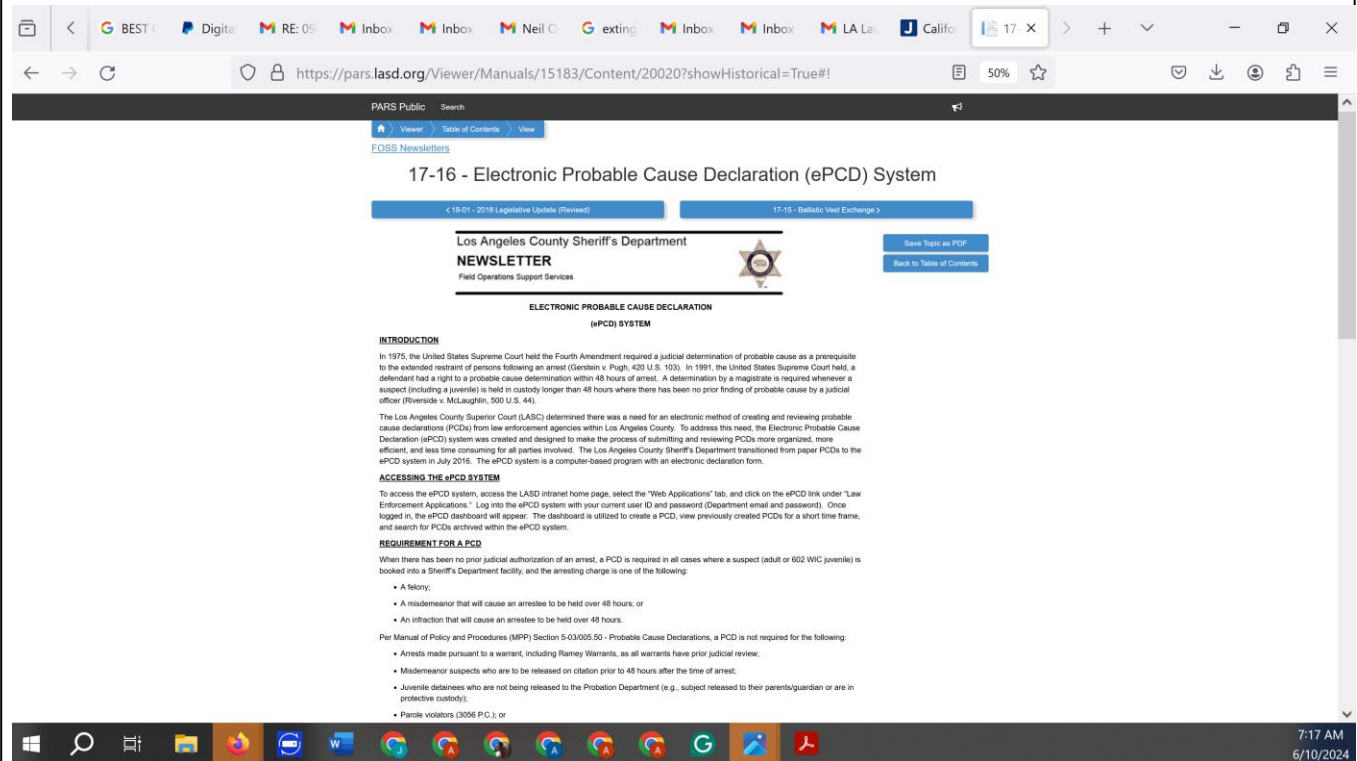 BEST
Digita
RE: 09
Inbox
Inbox
Neil
exting
Inbox
Inbox
LA La
Califo
17-
https://pars.lasd.org/Viewer/Manuals/15183/Content/20020?showHistorical=True#!
50%
PARS Public Search
Viewer Table of Contents View
FOSS Newsletters
17-16 - Electronic Probable Cause Declaration (ePCD) System
< 18-01 - 2018 Legislative Update (Revised)
17-15 - Ballistic Vest Exchange >
Save Topic as PDF
Back to Table of Contents
Los Angeles County Sheriff's Department
NEWSLETTER
Field Operations Support Services
ELECTRONIC PROBABLE CAUSE DECLARATION
(ePCD) SYSTEM
INTRODUCTION
In 1975, the United States Supreme Court held the Fourth Amendment required a judicial determination of probable cause as a prerequisite
to the extended restraint of persons following an arrest (Gerstein v. Pugh, 420 U.S. 103). In 1991, the United States Supreme Court held, a
defendant had a right to a probable cause determination within 48 hours of arrest. A determination by a magistrate is required whenever a
suspect (including a juvenile) is held in custody longer than 48 hours where there has been no prior finding of probable cause by a judicial
officer (Riverside v. McLaughlin, 500 U.S. 44).
The Los Angeles County Superior Court (LASC) determined there was a need for an electronic method of creating and reviewing probable
cause declarations (PCDs) from law enforcement agencies within Los Angeles County. To address this need, the Electronic Probable Cause
Declaration (ePCD) system was created and designed to make the process of submitting and reviewing PCDs more organized, more
efficient, and less time consuming for all parties involved. The Los Angeles County Sheriff's Department transitioned from paper PCDs to the
ePCD system in July 2016. The ePCD system is a computer-based program with an electronic declaration form.
ACCESSING THE ePCD SYSTEM
To access the ePCD system, access the LASD intranet home page, select the "Web Applications" tab, and click on the ePCD link under "Law
Enforcement Applications." Log into the ePCD system with your current user ID and password (Department email and password). Once
logged in, the ePCD dashboard will appear. The dashboard is utilized to create a PCD, view previously created PCDs for a short time frame,
and search for PCDs archived within the ePCD system.
REQUIREMENT FOR A PCD
When there has been no prior judicial authorization of an arrest, a PCD is required in all cases where a suspect (adult or 602 WIC juvenile) is
booked into a Sheriff's Department facility, and the arresting charge is one of the following:
• A felony;
• A misdemeanor that will cause an arrestee to be held over 48 hours; or
• An infraction that will cause an arrestee to be held over 48 hours.
Per Manual of Policy and Procedures (MPP) Section 5-03/005.50 - Probable Cause Declarations, a PCD is not required for the following:
• Arrests made pursuant to a warrant, including Ramey Warrants, as all warrants have prior judicial review;
• Misdemeanor suspects who are to be released on citation prior to 48 hours after the time of arrest;
• Juvenile detainees who are not being released to the Probation Department (e.g., subject released to their parents/guardian or are in
protective custody);
• Parole violators (3056 P.C.); or
7:17 AM
6/10/2024